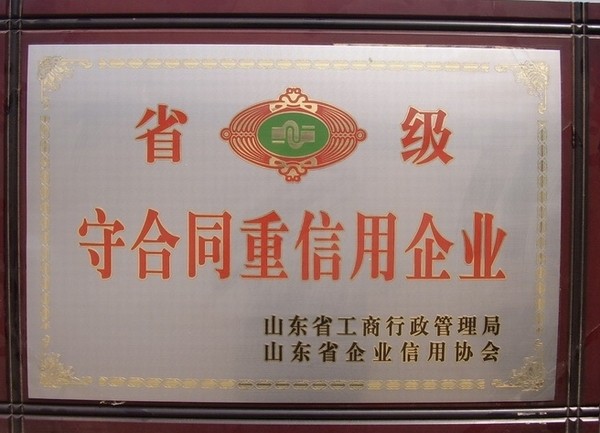 省级
守合同重信用企业
山东省工商行政管理局
山东省企业信用协会